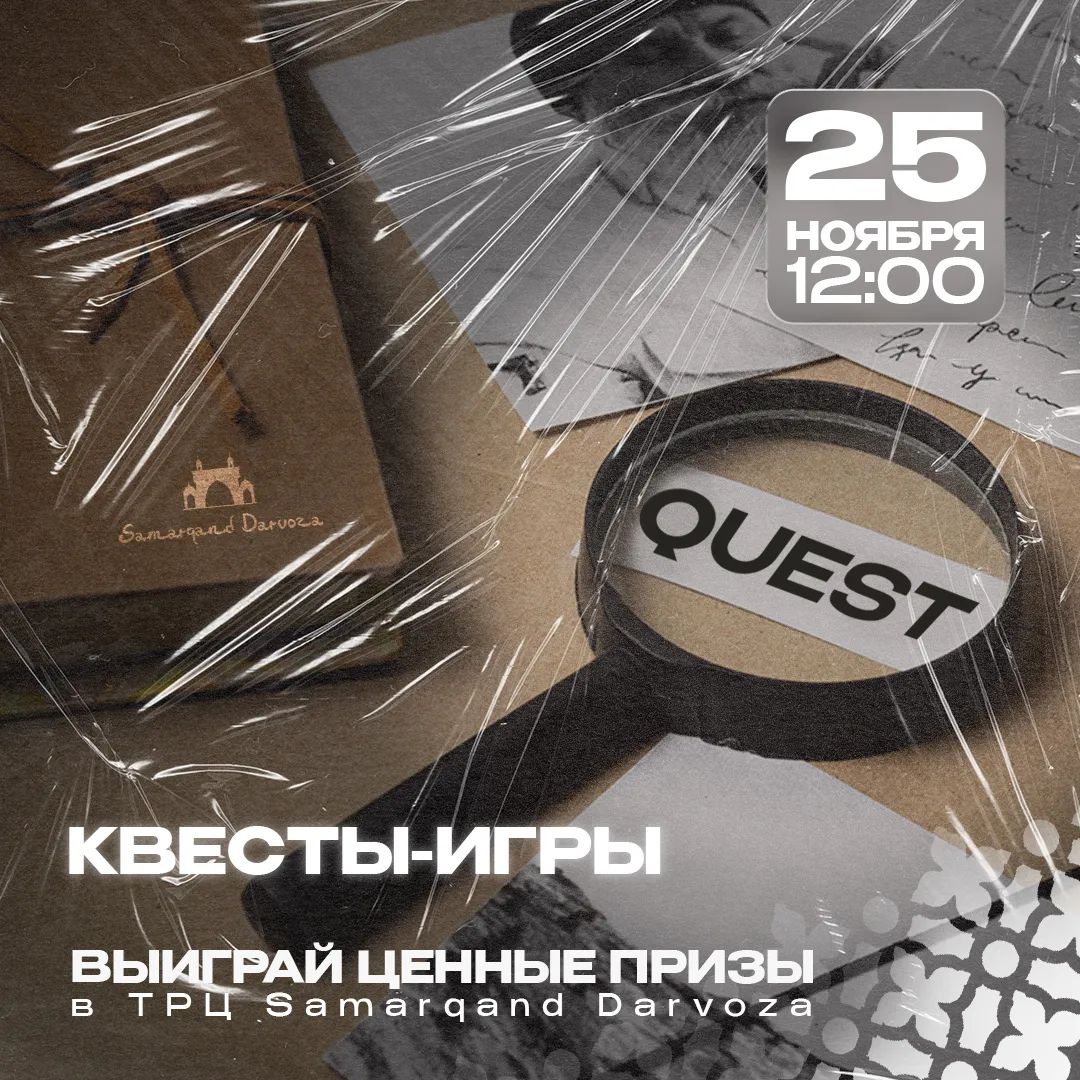 25
НОЯБРЯ
12:00
Samarqand Darvoza
QUEST
КВЕСТЫ-ИГРЫ
ВЫИГРАЙ ЦЕННЫЕ ПРИЗЫ
в ТРЦ Samarqand Darvoza